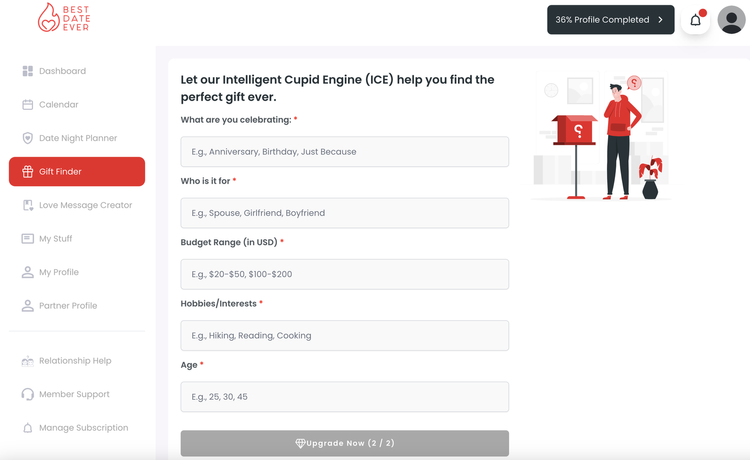 BEST
DATE
EVER
36% Profile Completed
Dashboard
Calendar
Date Night Planner
Gift Finder
Love Message Creator
My Stuff
My Profile
Partner Profile
Relationship Help
Member Support
Manage Subscription
Let our Intelligent Cupid Engine (ICE) help you find the
perfect gift ever.
What are you celebrating: *
E.g., Anniversary, Birthday, Just Because
Who is it for *
E.g., Spouse, Girlfriend, Boyfriend
Budget Range (in USD) *
E.g., $20-$50, $100-$200
Hobbies/Interests *
E.g., Hiking, Reading, Cooking
Age *
E.g., 25, 30, 45
Upgrade Now (2 / 2)
?
?